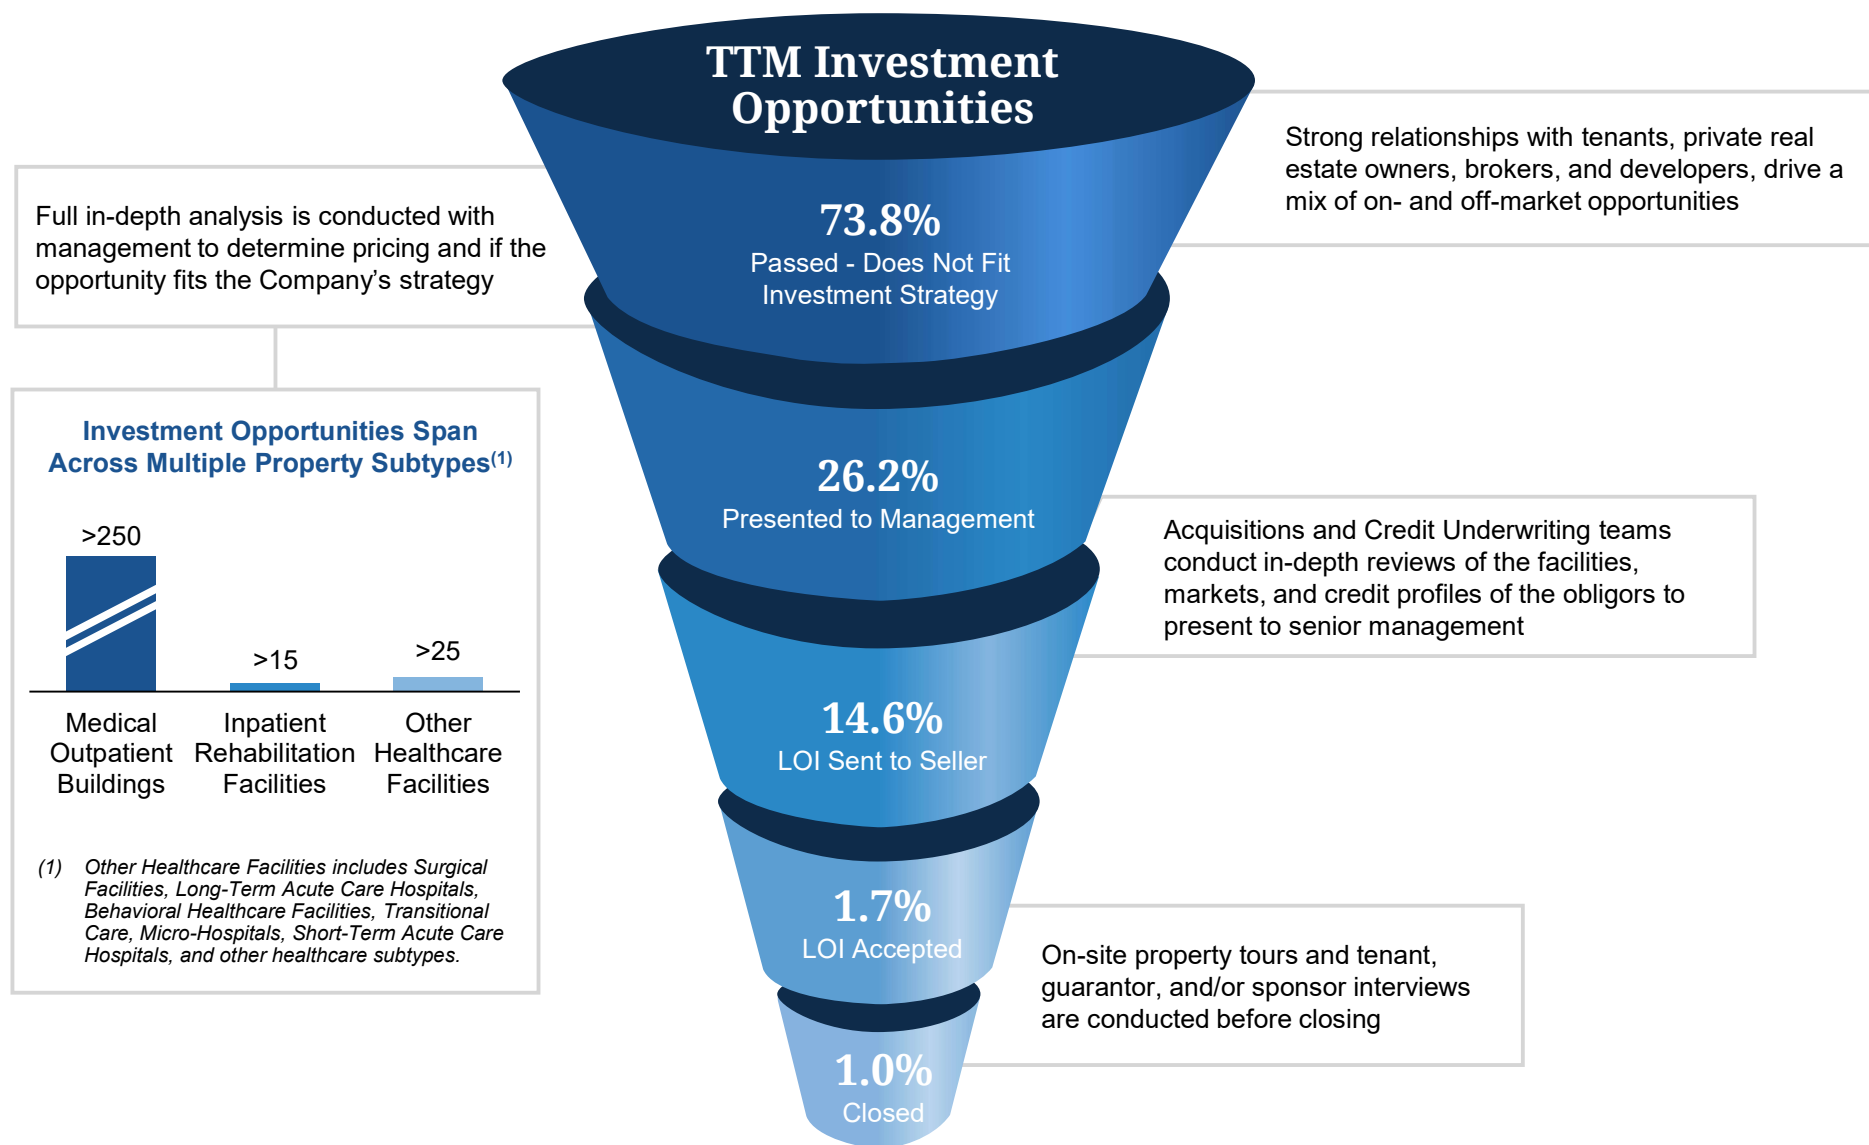 TTM Investment
Opportunities
Strong relationships with tenants, private real
estate owners, brokers, and developers, drive a
mix of on- and off-market opportunities
Full in-depth analysis is conducted with
management to determine pricing and if the
opportunity fits the Company’s strategy
73.8%
Passed - Does Not Fit
Investment Strategy
Investment Opportunities Span
Across Multiple Property Subtypes(1)
>250
>15
>25
Medical
Outpatient
Buildings
Inpatient
Rehabilitation
Facilities
Other
Healthcare
Facilities
(1) Other Healthcare Facilities includes Surgical
Facilities, Long-Term Acute Care Hospitals,
Behavioral Healthcare Facilities, Transitional
Care, Micro-Hospitals, Short-Term Acute Care
Hospitals, and other healthcare subtypes.
26.2%
Presented to Management
Acquisitions and Credit Underwriting teams
conduct in-depth reviews of the facilities,
markets, and credit profiles of the obligors to
present to senior management
14.6%
LOI Sent to Seller
1.7%
LOI Accepted
On-site property tours and tenant,
guarantor, and/or sponsor interviews
are conducted before closing
1.0%
Closed